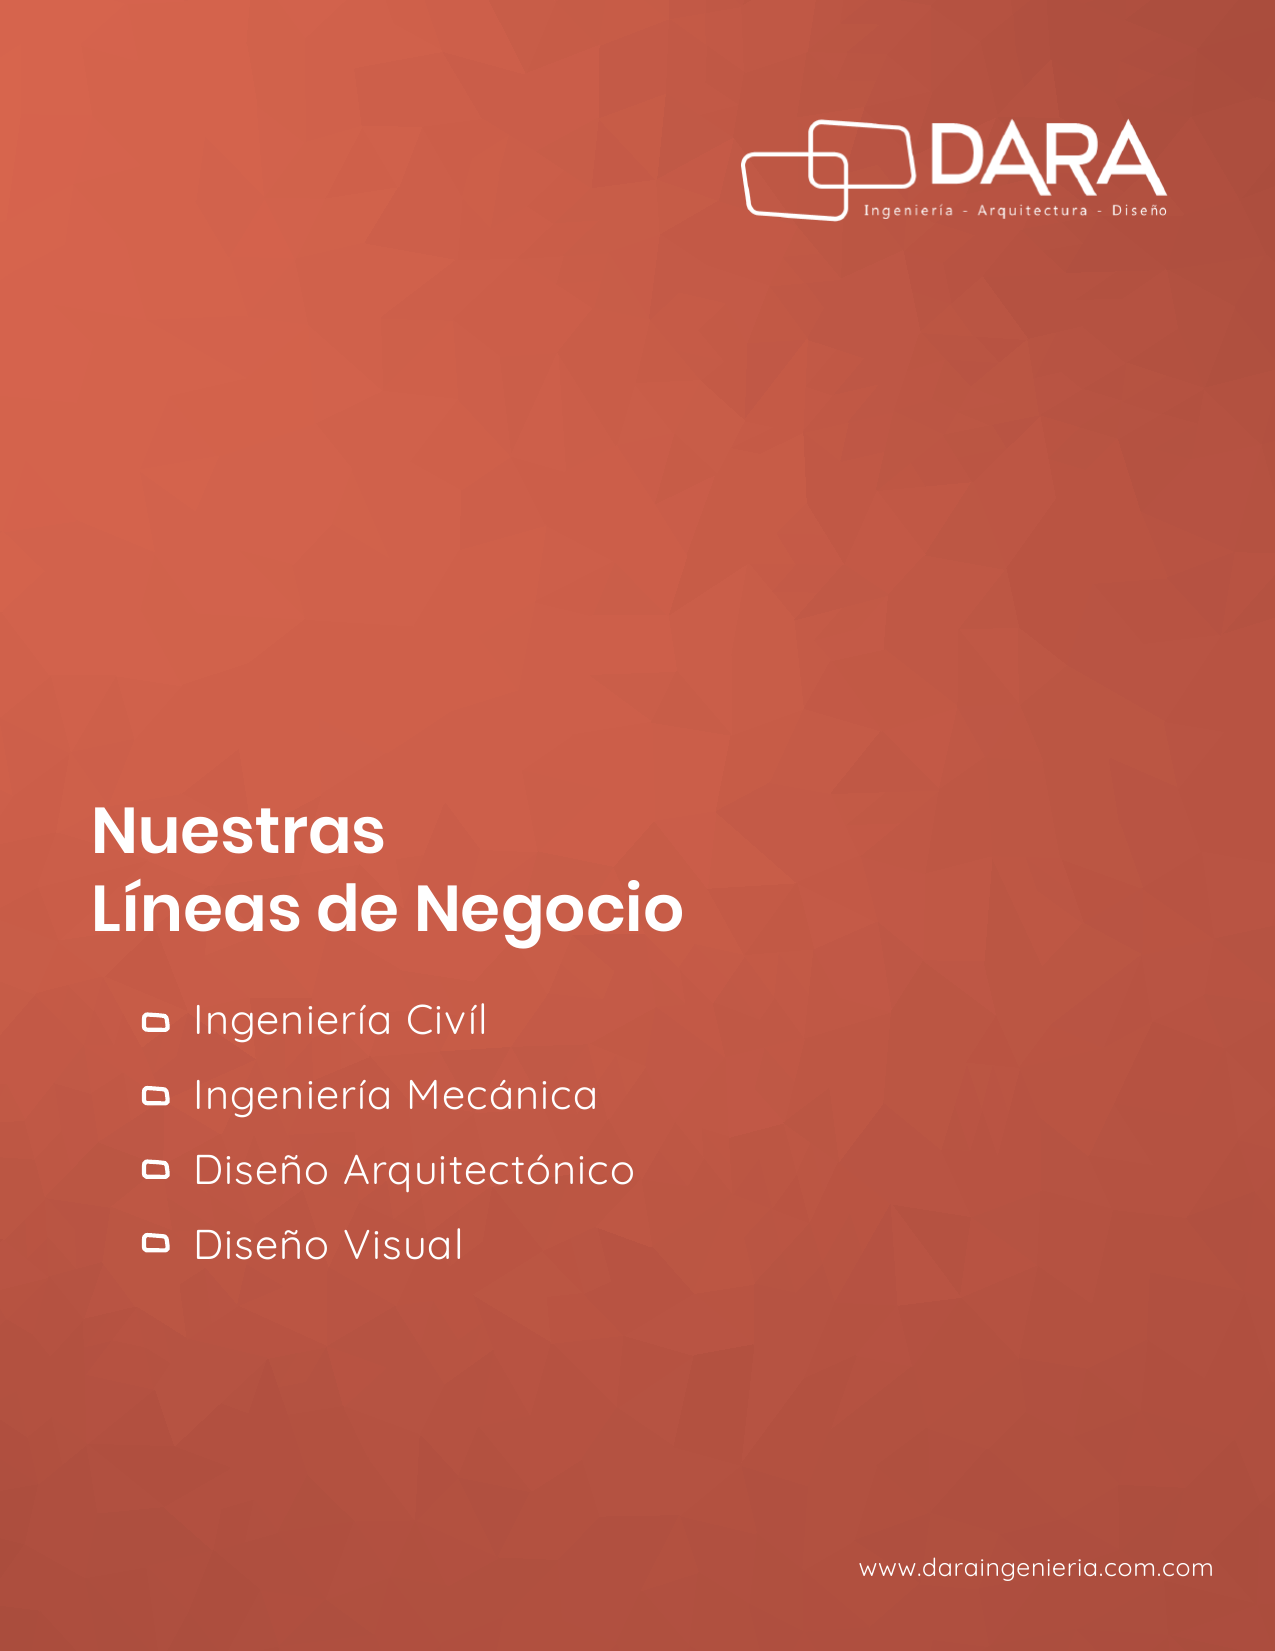 DARA
Ingeniería - Arquitectura - Diseño
Nuestras
Líneas de Negocio
Ingeniería Civíl
Ingeniería Mecánica
Diseño Arquitectónico
Diseño Visual
www.daraingenieria.com.com